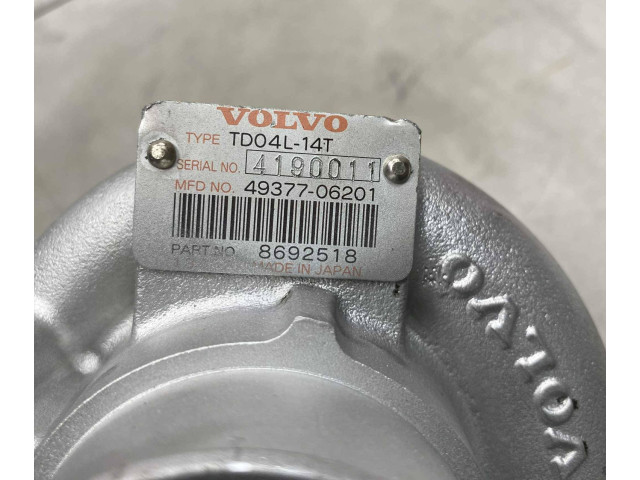 VOLVO
TYPE TD04L-14T
SERIAL NO. 4190011
MFD NO. 49377-06201
PART NO. 8692518
MADE IN JAPAN
VOLVO